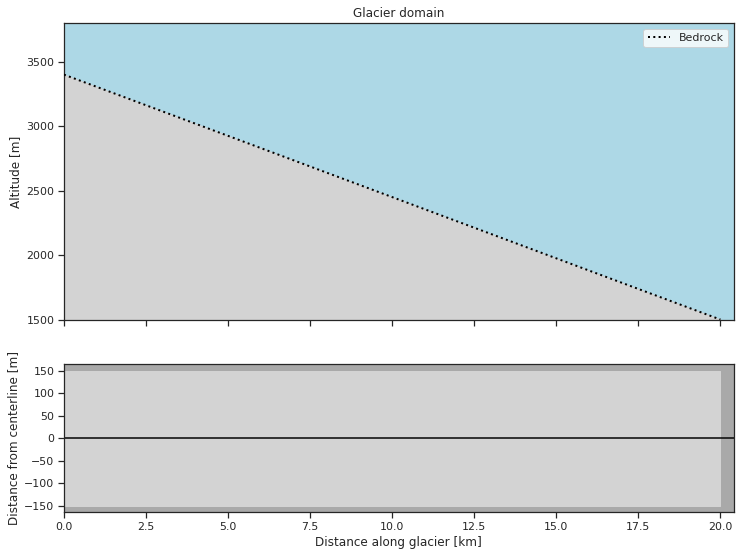 Glacier domain
Bedrock
Altitude [m]
3500
3000
2500
2000
1500
Distance from centerline [m]
150
100
50
0
−50
−100
−150
0.0 2.5 5.0 7.5 10.0 12.5 15.0 17.5 20.0
Distance along glacier [km]